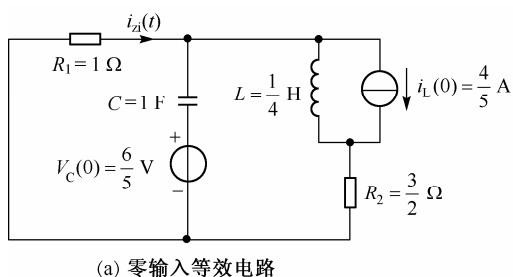 i_zi(t)
R₁=1 Ω
C=1 F
L=1/4 H
i_L(0)=4/5 A
+
V_C(0)=6/5 V
−
R₂=3/2 Ω
(a) 零输入等效电路